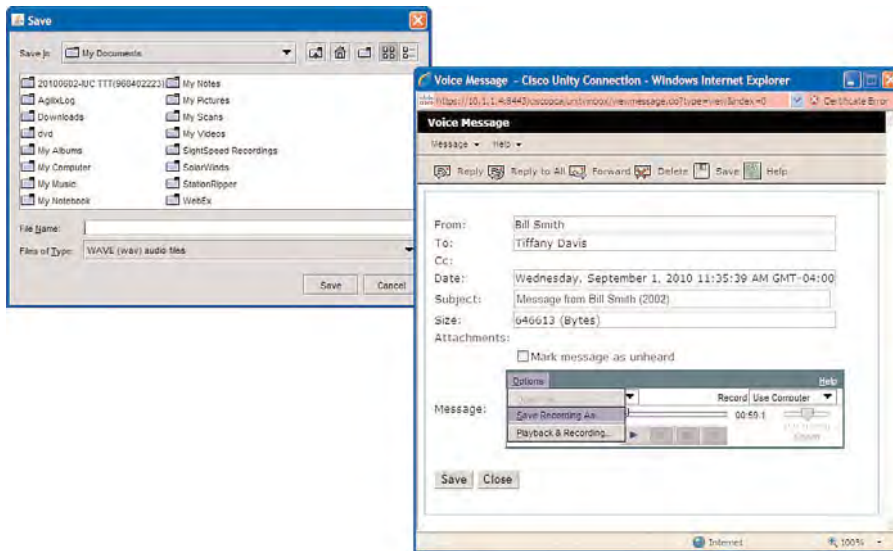 Save
Save In: My Documents
20100602-IUC TTT(968402223) My Notes
AgilixLog My Pictures
Downloads My Scans
dvd My Videos
My Albums SightSpeed Recordings
My Computer SolarWinds
My Music StationRipper
My Notebook WebEx
File Name:
Files of Type: WAVE (wav) audio files
Save Cancel
Voice Message - Cisco Unity Connection - Windows Internet Explorer
Certificate Error
Voice Message
Message Help
Reply Reply to All Forward Delete Save Help
From: Bill Smith
To: Tiffany Davis
Cc:
Date: Wednesday, September 1, 2010 11:35:39 AM GMT-04:00
Subject: Message from Bill Smith (2002)
Size: 646613 (Bytes)
Attachments:
Mark message as unheard
Options Help
Record Use Computer
Message: Save Recording As... 00:59.1
Playback & Recording...
Save Close
Internet 100%